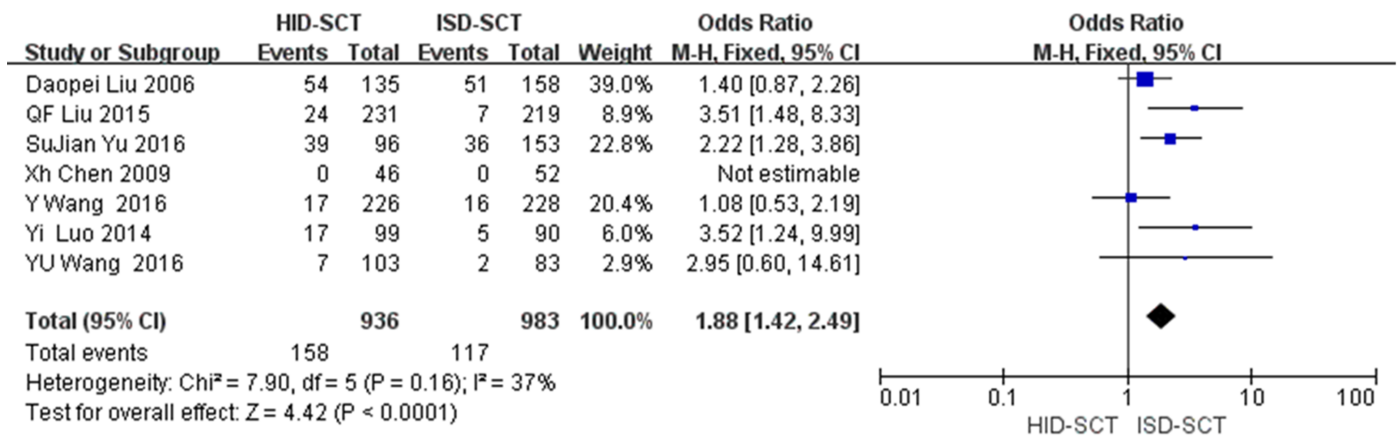 HID-SCT ISD-SCT Odds Ratio Odds Ratio
Study or Subgroup Events Total Events Total Weight M-H, Fixed, 95% CI M-H, Fixed, 95% CI
Daopei Liu 2006 54 135 51 158 39.0% 1.40 [0.87, 2.26]
QF Liu 2015 24 231 7 219 8.9% 3.51 [1.48, 8.33]
SuJian Yu 2016 39 96 36 153 22.8% 2.22 [1.28, 3.86]
Xh Chen 2009 0 46 0 52 Not estimable
Y Wang 2016 17 226 16 228 20.4% 1.08 [0.53, 2.19]
Yi Luo 2014 17 99 5 90 6.0% 3.52 [1.24, 9.99]
YU Wang 2016 7 103 2 83 2.9% 2.95 [0.60, 14.61]
Total (95% CI) 936 983 100.0% 1.88 [1.42, 2.49]
Total events 158 117
Heterogeneity: Chi² = 7.90, df = 5 (P = 0.16); I² = 37%
Test for overall effect: Z = 4.42 (P < 0.0001)
0.01 0.1 1 10 100
HID-SCT ISD-SCT